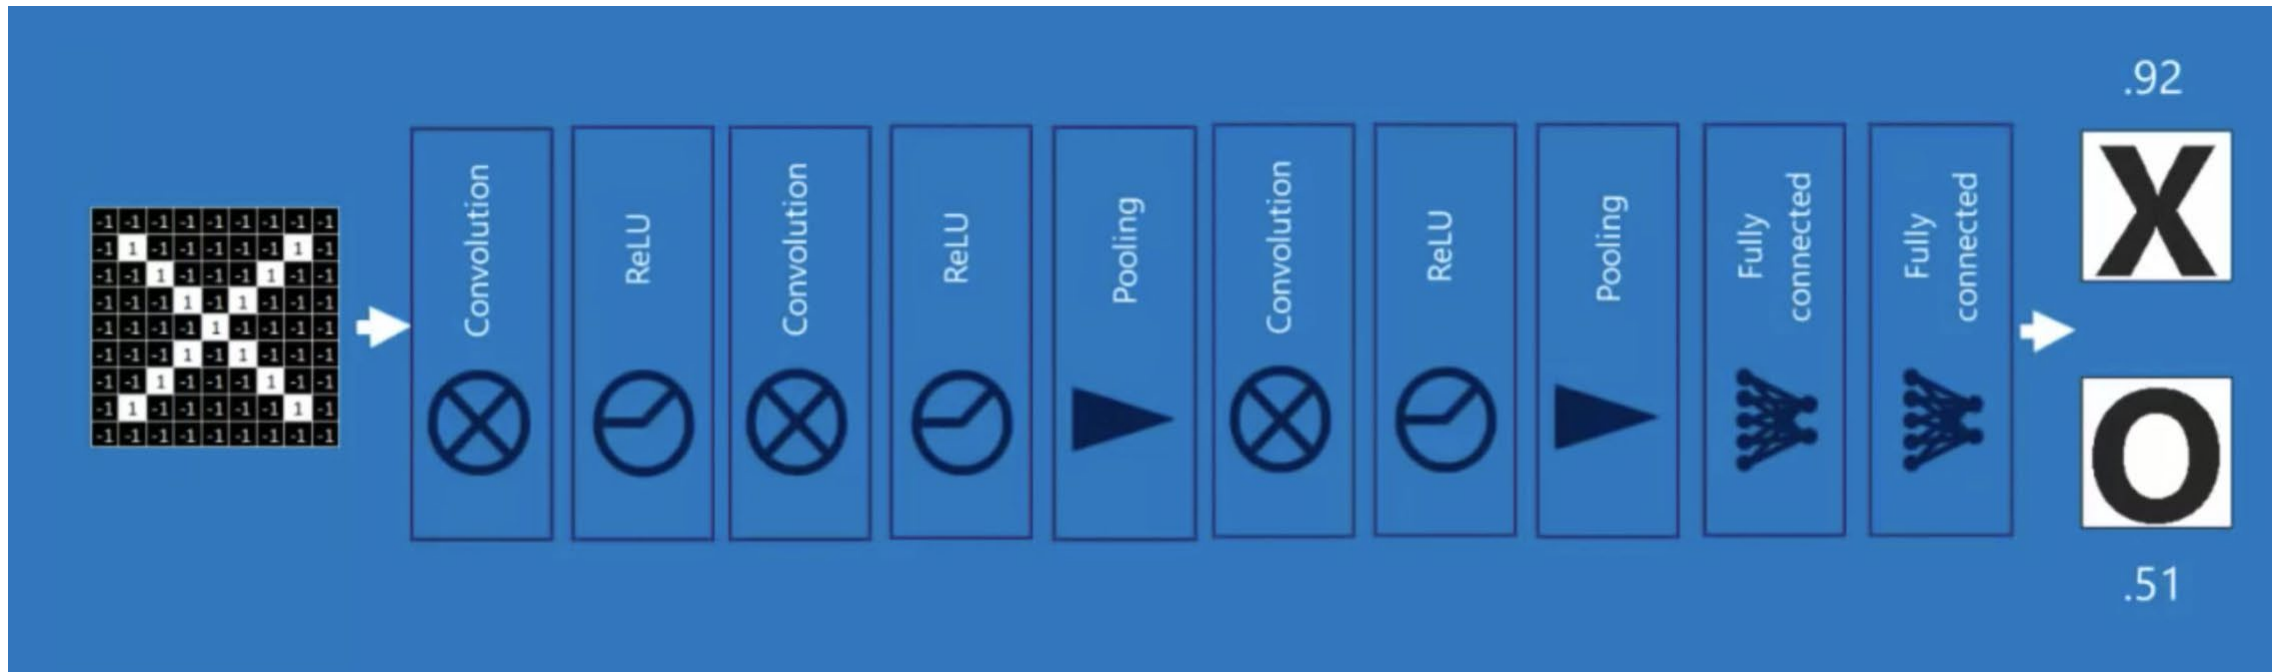 -1 -1 -1 -1 -1 -1 -1 -1 -1
-1 1 -1 -1 -1 -1 -1 1 -1
-1 -1 1 -1 -1 -1 1 -1 -1
-1 -1 -1 1 -1 1 -1 -1 -1
-1 -1 -1 -1 1 -1 -1 -1 -1
-1 -1 -1 1 -1 1 -1 -1 -1
-1 -1 1 -1 -1 -1 1 -1 -1
-1 1 -1 -1 -1 -1 -1 1 -1
-1 -1 -1 -1 -1 -1 -1 -1 -1
Convolution
ReLU
Convolution
ReLU
Pooling
Convolution
ReLU
Pooling
Fully
connected
Fully
connected
.92
X
O
.51